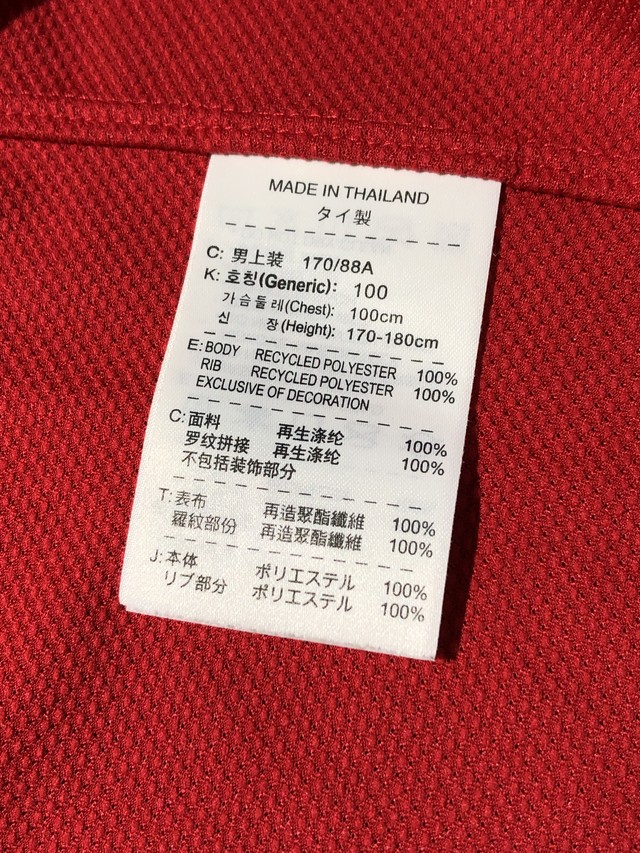 MADE IN THAILAND
タイ製
C: 男上装 170/88A
K: 호칭(Generic): 100
가슴둘레(Chest): 100cm
신 장(Height): 170-180cm
E: BODY RECYCLED POLYESTER 100%
RIB RECYCLED POLYESTER 100%
EXCLUSIVE OF DECORATION
C: 面料 再生涤纶 100%
罗纹拼接 再生涤纶 100%
不包括装饰部分
T: 表布 再造聚酯纖維 100%
羅紋部份 再造聚酯纖維 100%
J: 本体 ポリエステル 100%
リブ部分 ポリエステル 100%